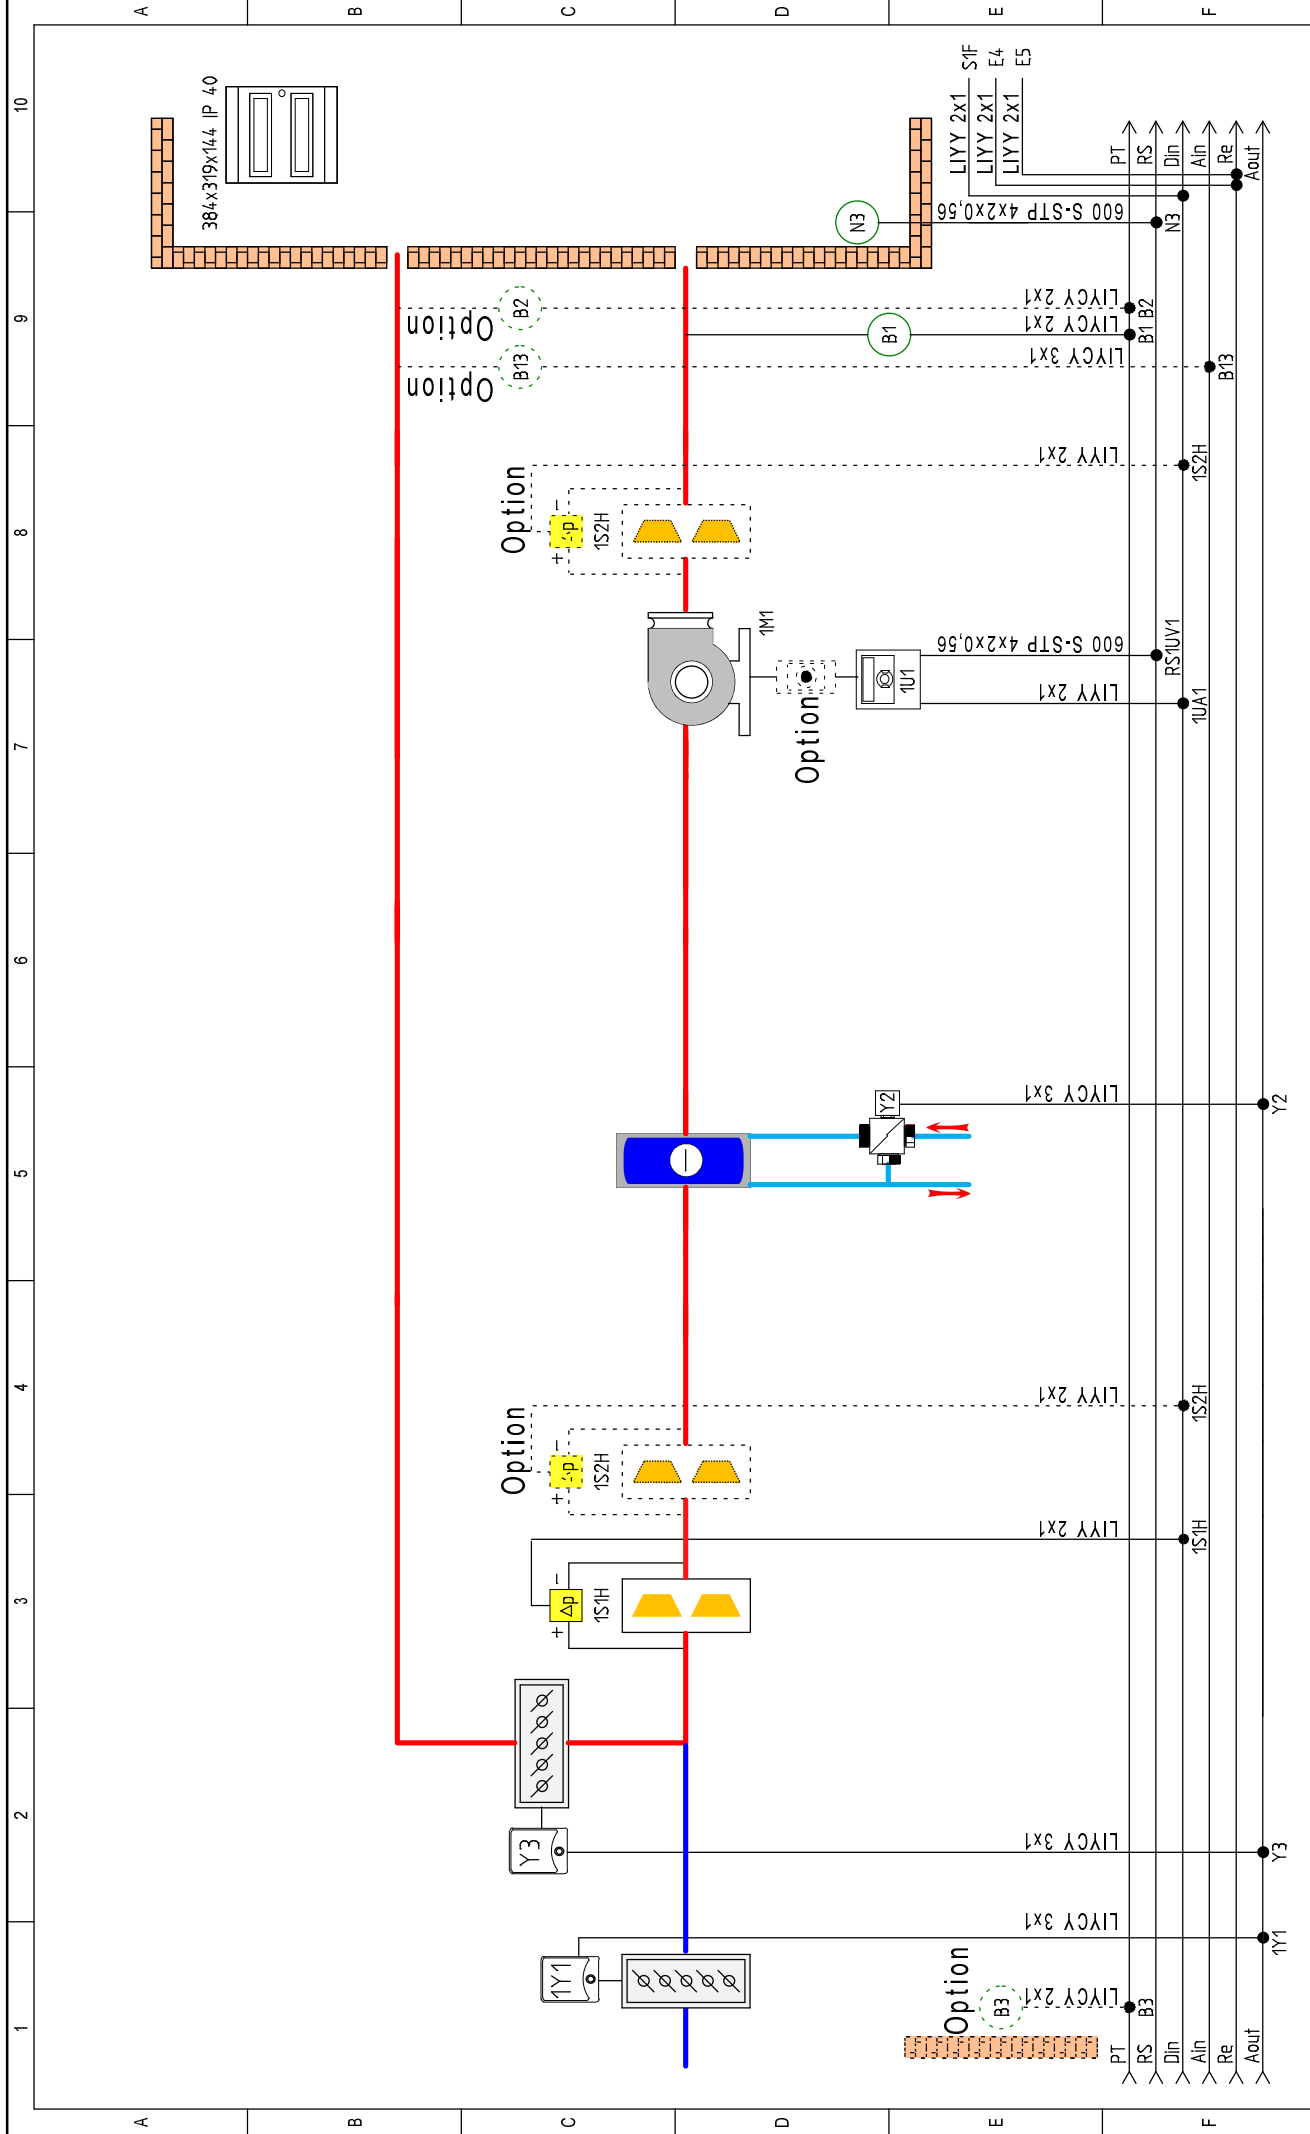 A
B
C
D
E
F
1
2
3
4
5
6
7
8
9
10
384x319x144 IP 40
LIYY 2x1 S1F
LIYY 2x1 E4
LIYY 2x1 E5
Option
B3
LIYCY 2x1
B3
1Y1
LIYCY 3x1
1Y1
Y3
LIYCY 3x1
Y3
+ Δp –
1S1H
LIYY 2x1
1S1H
Option
+ –
1S2H
LIYY 2x1
1S2H
Y2
LIYCY 3x1
Y2
1M1
Option
1U1
LIYY 2x1
1UA1
600 S-STP 4x2x0,56
RS1UV1
Option
+ –
1S2H
LIYY 2x1
1S2H
Option
B13
LIYCY 3x1
B13
Option
B2
LIYCY 2x1
B2
B1
LIYCY 2x1
B1
N3
600 S-STP 4x2x0,56
N3
PT
RS
Din
Ain
Re
Aout
PT
RS
Din
Ain
Re
Aout
A
B
C
D
E
F